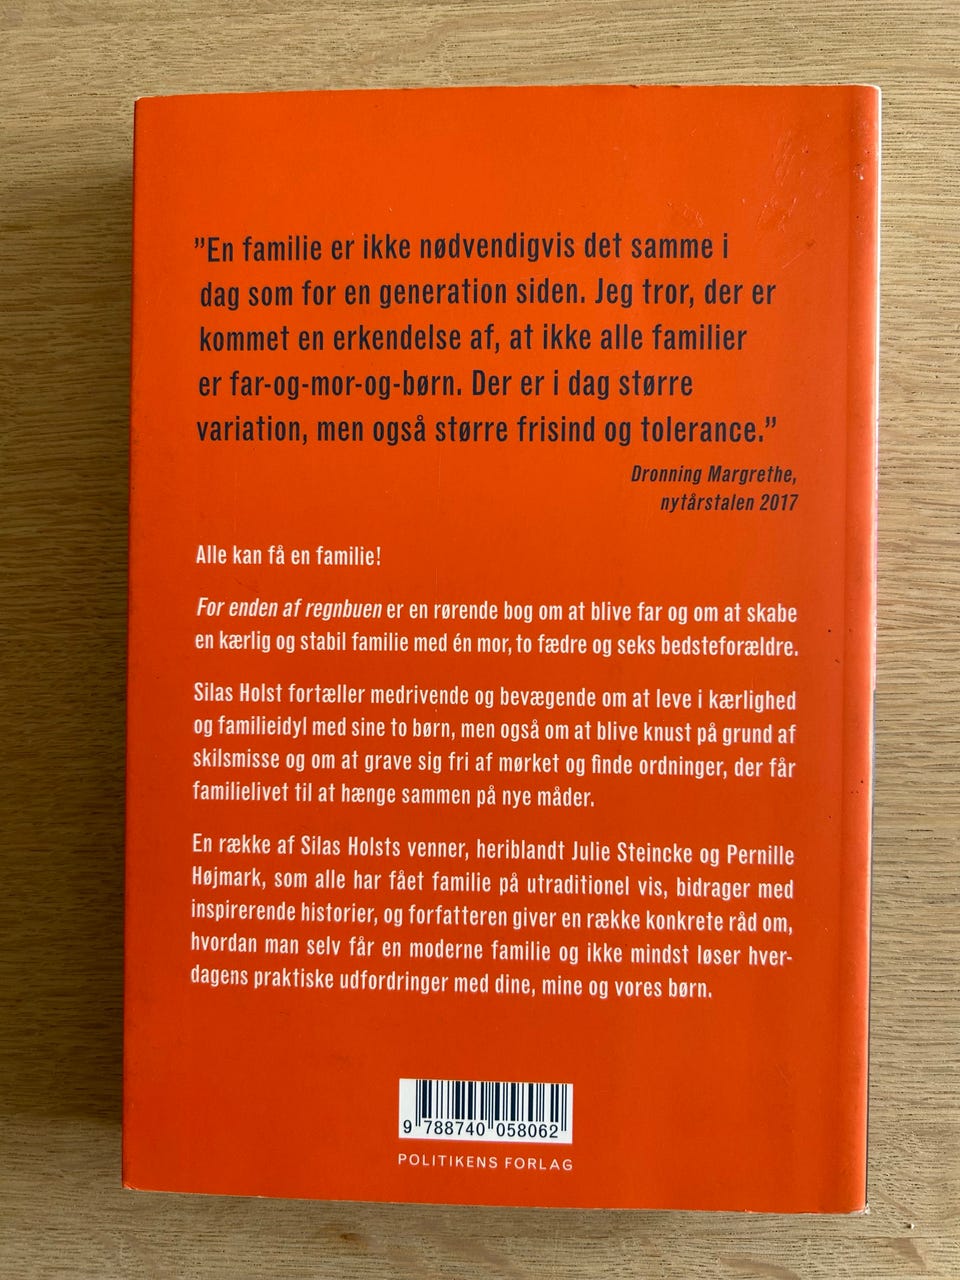 ”En familie er ikke nødvendigvis det samme i
dag som for en generation siden. Jeg tror, der er
kommet en erkendelse af, at ikke alle familier
er far-og-mor-og-børn. Der er i dag større
variation, men også større frisind og tolerance.”
Dronning Margrethe,
nytårstalen 2017
Alle kan få en familie!
For enden af regnbuen er en rørende bog om at blive far og om at skabe
en kærlig og stabil familie med én mor, to fædre og seks bedsteforældre.
Silas Holst fortæller medrivende og bevægende om at leve i kærlighed
og familieidyl med sine to børn, men også om at blive knust på grund af
skilsmisse og om at grave sig fri af mørket og finde ordninger, der får
familielivet til at hænge sammen på nye måder.
En række af Silas Holsts venner, heriblandt Julie Steincke og Pernille
Højmark, som alle har fået familie på utraditionel vis, bidrager med
inspirerende historier, og forfatteren giver en række konkrete råd om,
hvordan man selv får en moderne familie og ikke mindst løser hver-
dagens praktiske udfordringer med dine, mine og vores børn.
9 788740 058062
POLITIKENS FORLAG